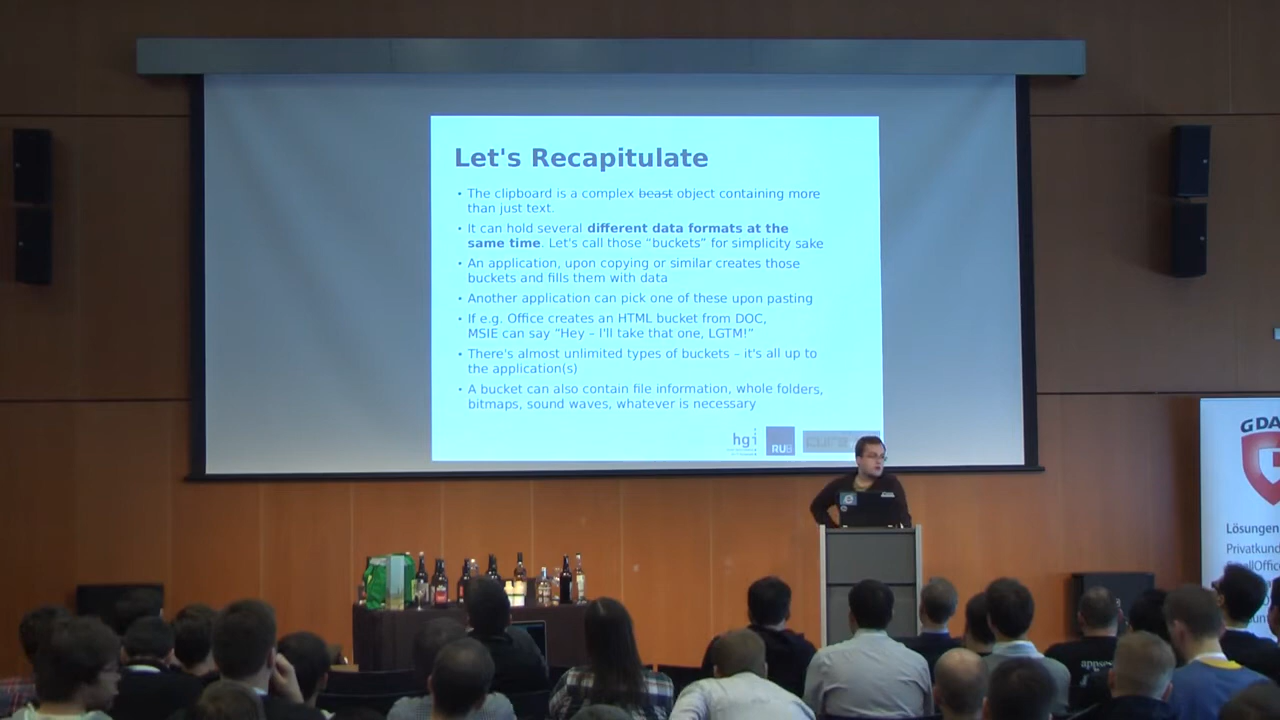 Let's Recapitulate
• The clipboard is a complex beast object containing more
than just text.
• It can hold several different data formats at the
same time. Let's call those “buckets” for simplicity sake
• An application, upon copying or similar creates those
buckets and fills them with data
• Another application can pick one of these upon pasting
• If e.g. Office creates an HTML bucket from DOC,
MSIE can say “Hey – I'll take that one, LGTM!”
• There's almost unlimited types of buckets – it's all up to
the application(s)
• A bucket can also contain file information, whole folders,
bitmaps, sound waves, whatever is necessary
hgi
RUB
G DA
Lösungen
Privatkund